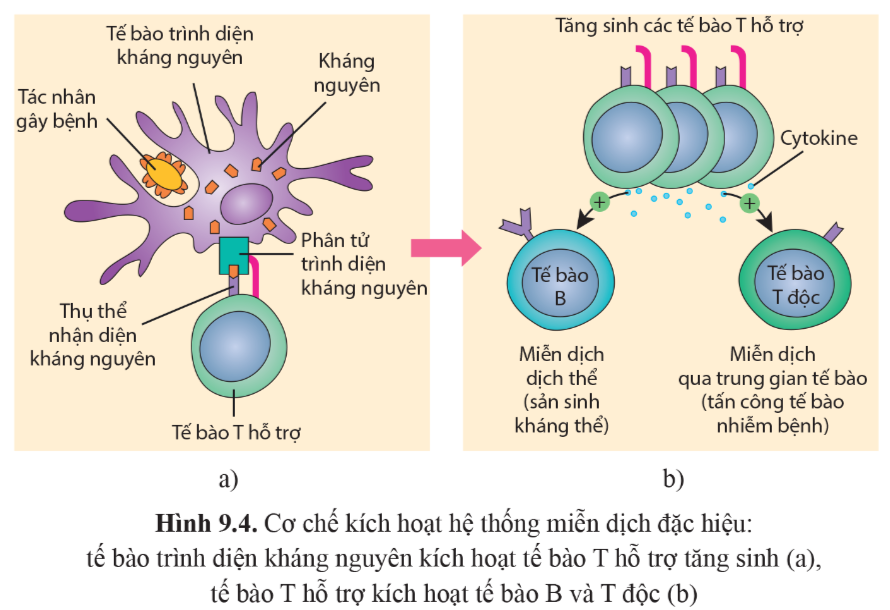 Tế bào trình diện
kháng nguyên
Kháng
nguyên
Tác nhân
gây bệnh
Phân tử
trình diện
kháng nguyên
Thụ thể
nhận diện
kháng nguyên
Tế bào T hỗ trợ
a)
Tăng sinh các tế bào T hỗ trợ
Cytokine
+
+
Tế bào
B
Tế bào
T độc
Miễn dịch
dịch thể
(sản sinh
kháng thể)
Miễn dịch
qua trung gian tế bào
(tấn công tế bào
nhiễm bệnh)
b)
Hình 9.4. Cơ chế kích hoạt hệ thống miễn dịch đặc hiệu:
tế bào trình diện kháng nguyên kích hoạt tế bào T hỗ trợ tăng sinh (a),
tế bào T hỗ trợ kích hoạt tế bào B và T độc (b)